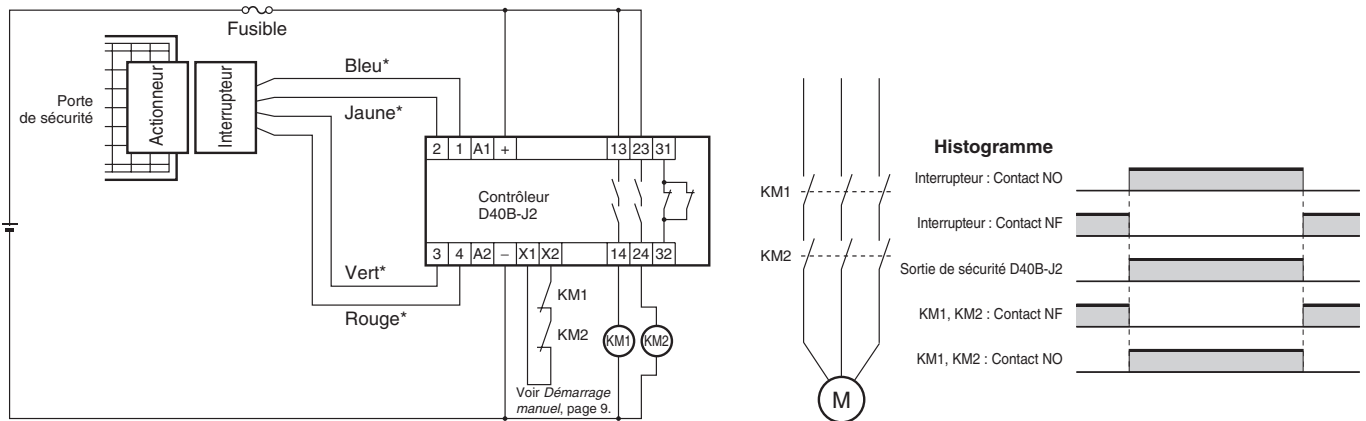 Fusible
Porte
de sécurité
Actionneur
Interrupteur
Bleu*
Jaune*
2 1 A1 + 13 23 31
Contrôleur
D40B-J2
3 4 A2 – X1 X2 14 24 32
Vert*
Rouge*
KM1
KM2
KM1 KM2
Voir Démarrage
manuel, page 9.
KM1
KM2
M
Histogramme
Interrupteur : Contact NO
Interrupteur : Contact NF
Sortie de sécurité D40B-J2
KM1, KM2 : Contact NF
KM1, KM2 : Contact NO